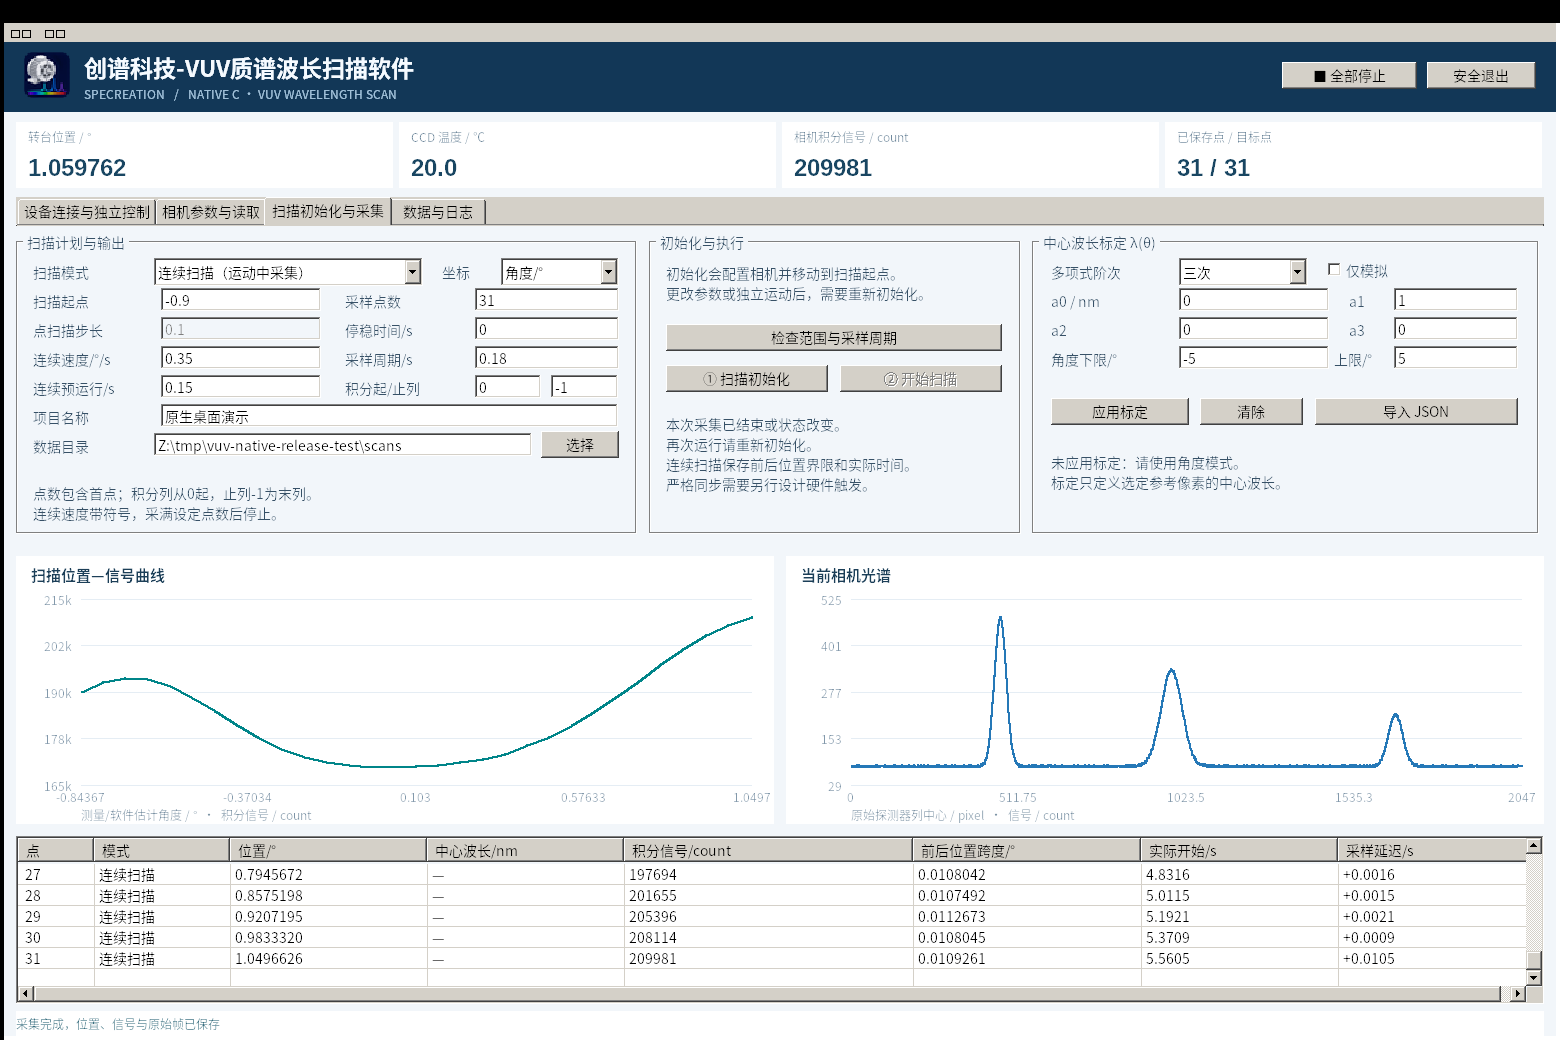 创谱科技-VUV质谱波长扫描软件
SPECREATION / NATIVE C · VUV WAVELENGTH SCAN
■ 全部停止 安全退出
转台位置 / ° CCD 温度 / ℃ 相机积分信号 / count 已保存点 / 目标点
1.059762 20.0 209981 31 / 31
设备连接与独立控制 相机参数与读取 扫描初始化与采集 数据与日志
扫描计划与输出
扫描模式 连续扫描（运动中采集） 坐标 角度/°
扫描起点 -0.9 采样点数 31
点扫描步长 0.1 停稳时间/s 0
连续速度/°/s 0.35 采样周期/s 0.18
连续预运行/s 0.15 积分起/止列 0 -1
项目名称 原生桌面演示
数据目录 Z:\tmp\vuv-native-release-test\scans 选择
点数包含首点；积分列从0起，止列-1为末列。
连续速度带符号，采满设定点数后停止。
初始化与执行
初始化会配置相机并移动到扫描起点。
更改参数或独立运动后，需要重新初始化。
检查范围与采样周期
① 扫描初始化 ② 开始扫描
本次采集已结束或状态改变。
再次运行请重新初始化。
连续扫描保存前后位置界限和实际时间。
严格同步需要另行设计硬件触发。
中心波长标定 λ(θ)
多项式阶次 三次 仅模拟
a0 / nm 0 a1 1
a2 0 a3 0
角度下限/° -5 上限/° 5
应用标定 清除 导入 JSON
未应用标定：请使用角度模式。
标定只定义选定参考像素的中心波长。
扫描位置—信号曲线
215k
202k
190k
178k
165k
-0.84367 -0.37034 0.103 0.57633 1.0497
测量/软件估计角度 / ° · 积分信号 / count
当前相机光谱
525
401
277
153
29
0 511.75 1023.5 1535.3 2047
原始探测器列中心 / pixel · 信号 / count
点 模式 位置/° 中心波长/nm 积分信号/count 前后位置跨度/° 实际开始/s 采样延迟/s
27 连续扫描 0.7945672 — 197694 0.0108042 4.8316 +0.0016
28 连续扫描 0.8575198 — 201655 0.0107492 5.0115 +0.0015
29 连续扫描 0.9207195 — 205396 0.0112673 5.1921 +0.0021
30 连续扫描 0.9833320 — 208114 0.0108045 5.3709 +0.0009
31 连续扫描 1.0496626 — 209981 0.0109261 5.5605 +0.0105
采集完成，位置、信号与原始帧已保存